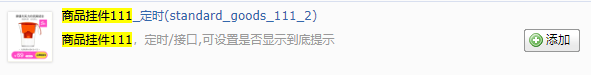 商品挂件111_定时(standard_goods_111_2)
商品挂件111，定时/接口,可设置是否显示到底提示
添加